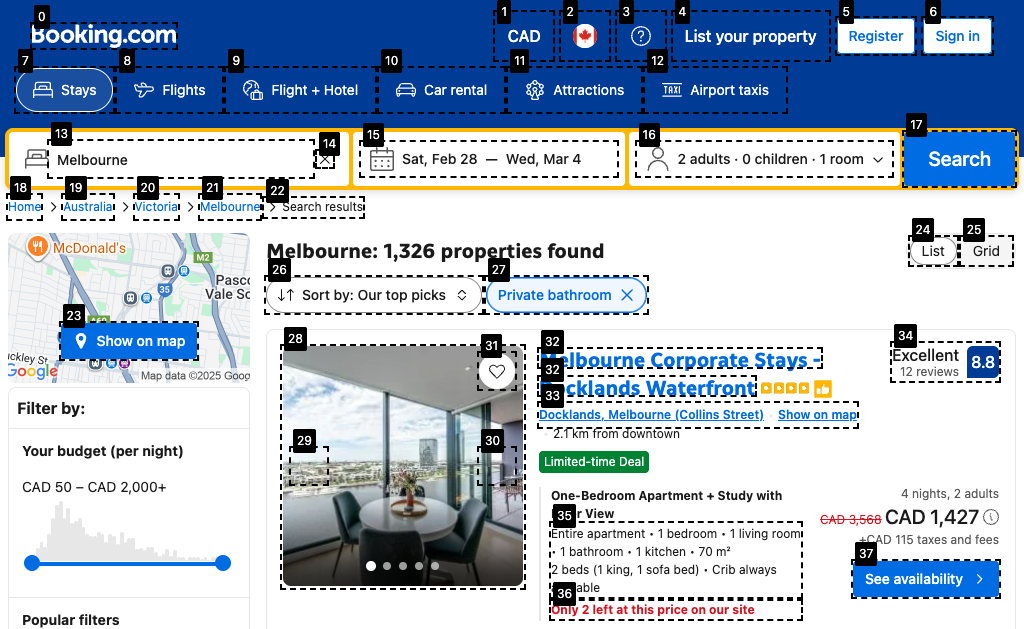 0
Booking.com
1
CAD
2
3
4
List your property
5
Register
6
Sign in
7
Stays
8
Flights
9
Flight + Hotel
10
Car rental
11
Attractions
12
TAXI
Airport taxis
13
Melbourne
14
15
Sat, Feb 28 — Wed, Mar 4
16
2 adults · 0 children · 1 room
17
Search
18
Home
19
Australia
20
Victoria
21
Melbourne
22
Search results
McDonald's
M2
35
Pasco
Vale So
23
Show on map
uckley St
Google
Map data ©2025 Goog
Filter by:
Your budget (per night)
CAD 50 – CAD 2,000+
Popular filters
Melbourne: 1,326 properties found
24
List
25
Grid
26
Sort by: Our top picks
27
Private bathroom
28
29
30
31
32
Melbourne Corporate Stays -
32
Docklands Waterfront
33
Docklands, Melbourne (Collins Street)
Show on map
2.1 km from downtown
Limited-time Deal
34
Excellent
12 reviews
8.8
One-Bedroom Apartment + Study with
View
35
Entire apartment • 1 bedroom • 1 living room
• 1 bathroom • 1 kitchen • 70 m²
2 beds (1 king, 1 sofa bed) • Crib always
36
Only 2 left at this price on our site
4 nights, 2 adults
CAD 3,568 CAD 1,427
+CAD 115 taxes and fees
37
See availability